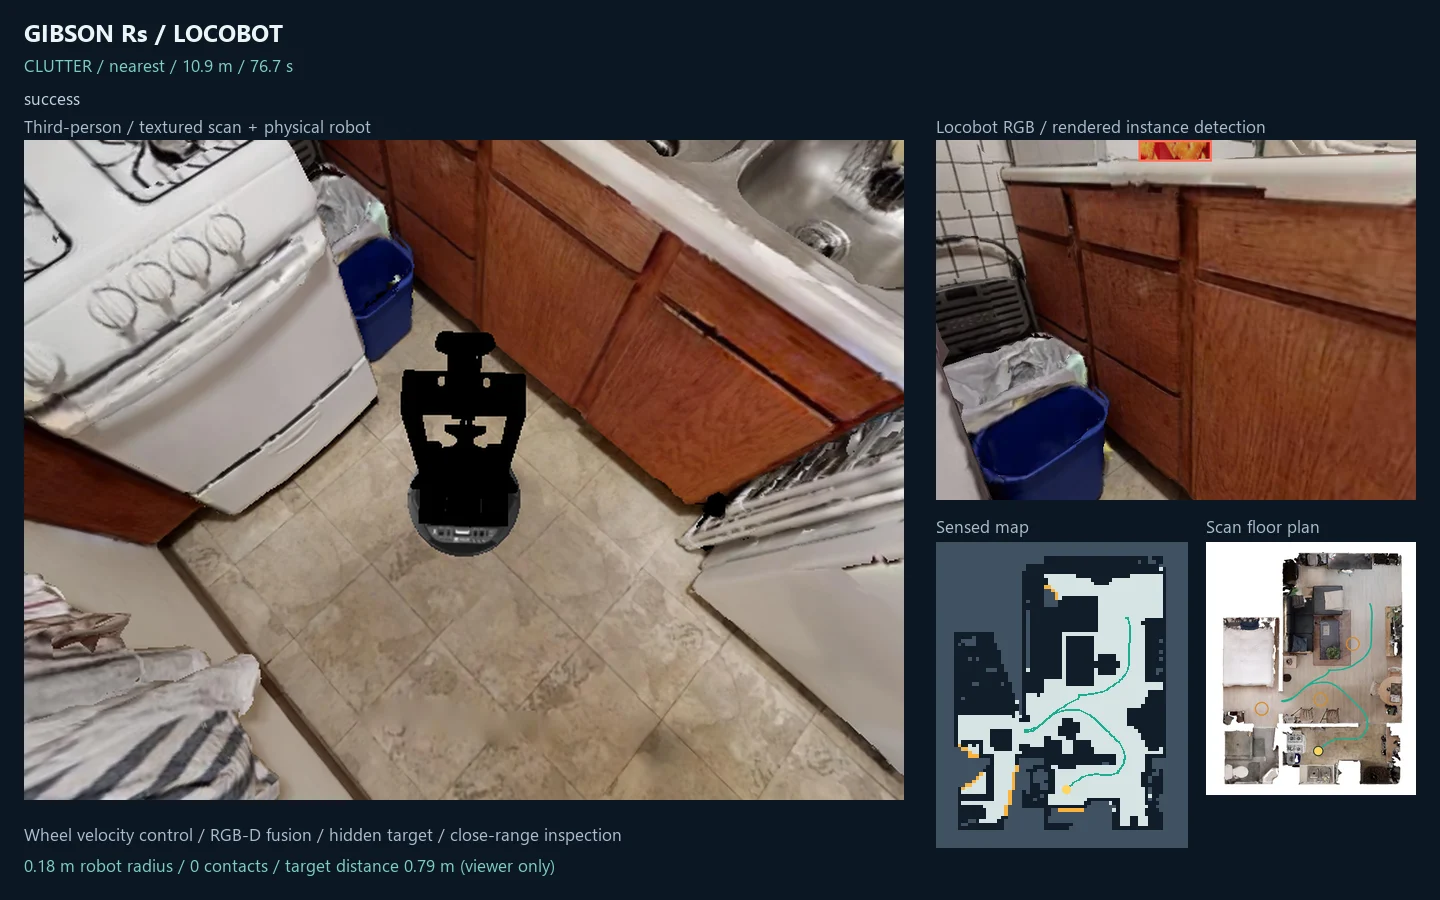 GIBSON Rs / LOCOBOT
CLUTTER / nearest / 10.9 m / 76.7 s
success
Third-person / textured scan + physical robot
Locobot RGB / rendered instance detection
Sensed map
Scan floor plan
Wheel velocity control / RGB-D fusion / hidden target / close-range inspection
0.18 m robot radius / 0 contacts / target distance 0.79 m (viewer only)